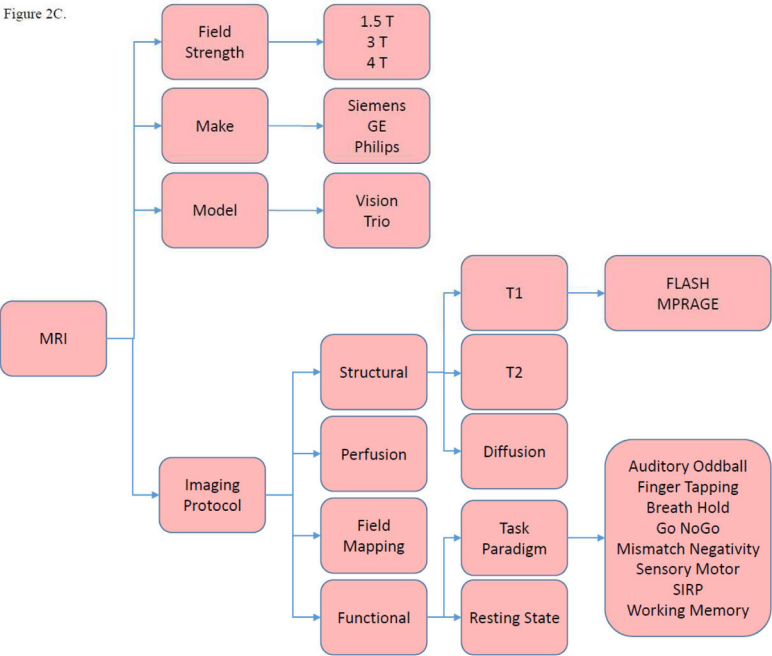 Figure 2C.
Field
Strength
1.5 T
3 T
4 T
Make
Siemens
GE
Philips
Model
Vision
Trio
MRI
Imaging
Protocol
Structural
T1
FLASH
MPRAGE
T2
Diffusion
Perfusion
Field
Mapping
Functional
Task
Paradigm
Auditory Oddball
Finger Tapping
Breath Hold
Go NoGo
Mismatch Negativity
Sensory Motor
SIRP
Working Memory
Resting State